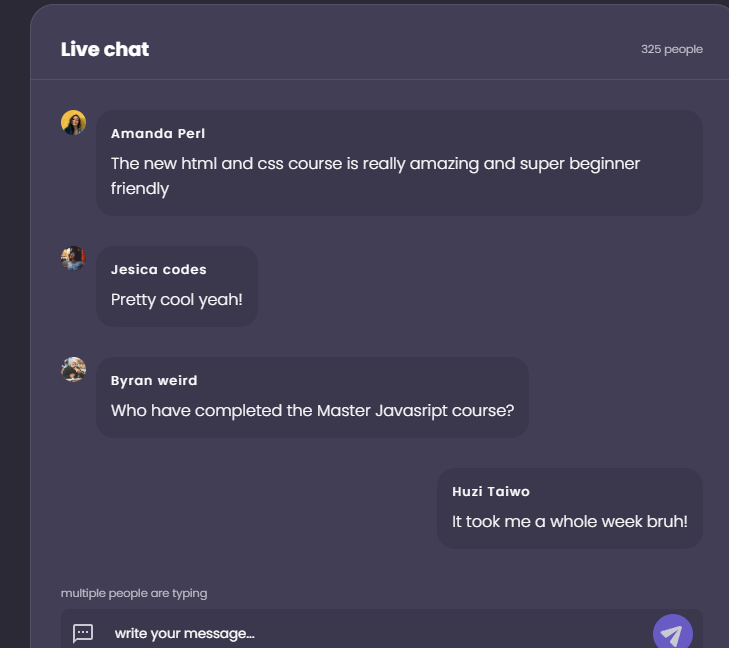 Live chat
325 people
Amanda Perl
The new html and css course is really amazing and super beginner
friendly
Jesica codes
Pretty cool yeah!
Byran weird
Who have completed the Master Javasript course?
Huzi Taiwo
It took me a whole week bruh!
multiple people are typing
write your message...